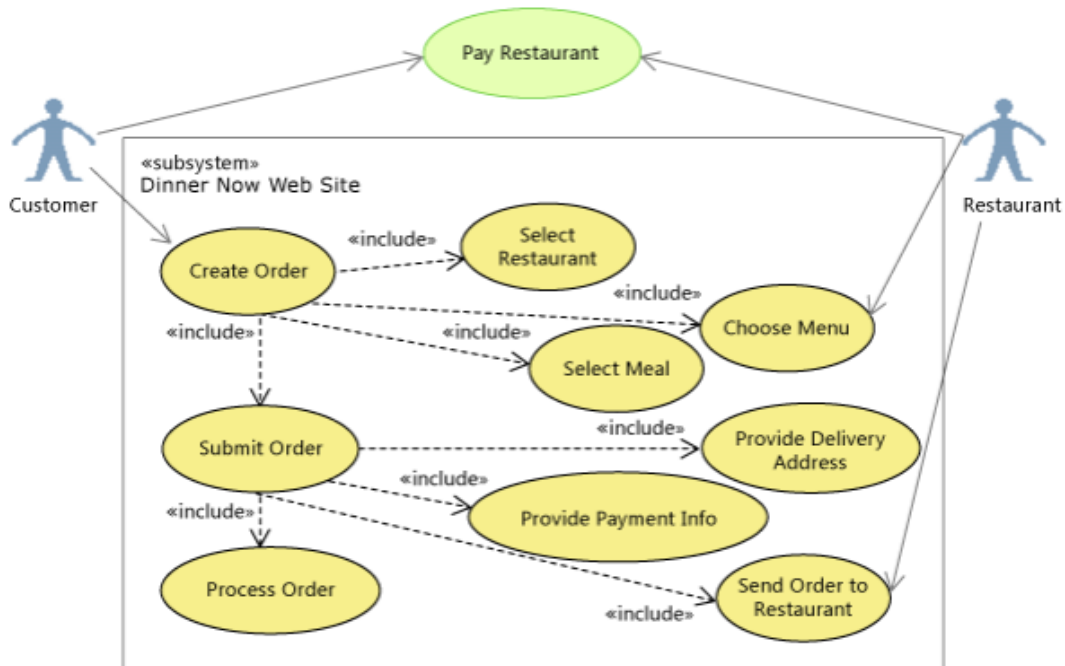 Pay Restaurant
«subsystem»
Dinner Now Web Site
Customer
Restaurant
«include»
Select
Restaurant
Create Order
«include»
Choose Menu
«include»
«include»
Select Meal
Submit Order
«include»
Provide Delivery
Address
«include»
Provide Payment Info
«include»
Process Order
Send Order to
Restaurant
«include»